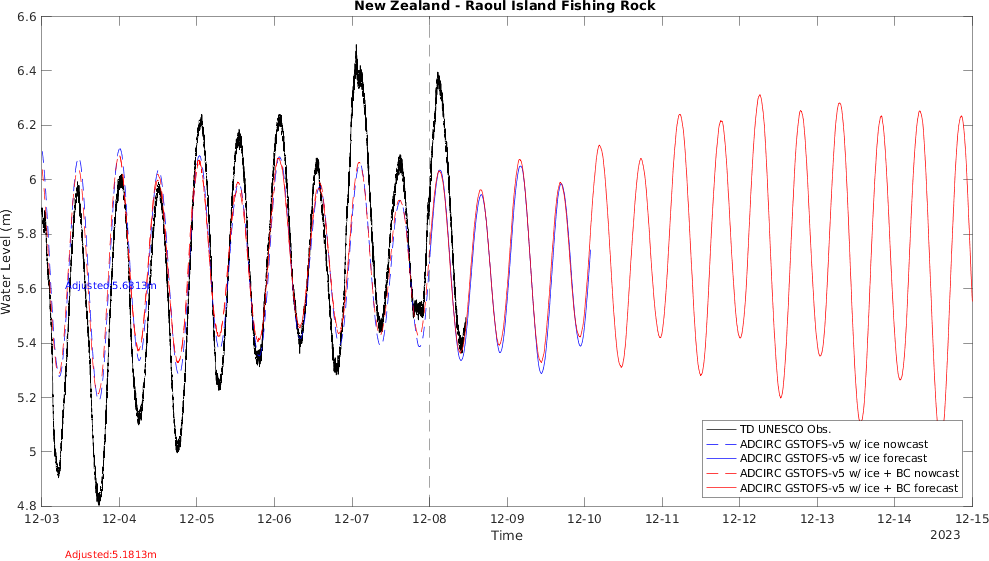 New Zealand - Raoul Island Fishing Rock
6.6
6.4
6.2
6
5.8
5.6
5.4
5.2
5
4.8
Water Level (m)
Adjusted:5.6313m
TD UNESCO Obs.
ADCIRC GSTOFS-v5 w/ ice nowcast
ADCIRC GSTOFS-v5 w/ ice forecast
ADCIRC GSTOFS-v5 w/ ice + BC nowcast
ADCIRC GSTOFS-v5 w/ ice + BC forecast
12-03 12-04 12-05 12-06 12-07 12-08 12-09 12-10 12-11 12-12 12-13 12-14 12-15
Time
2023
Adjusted:5.1813m